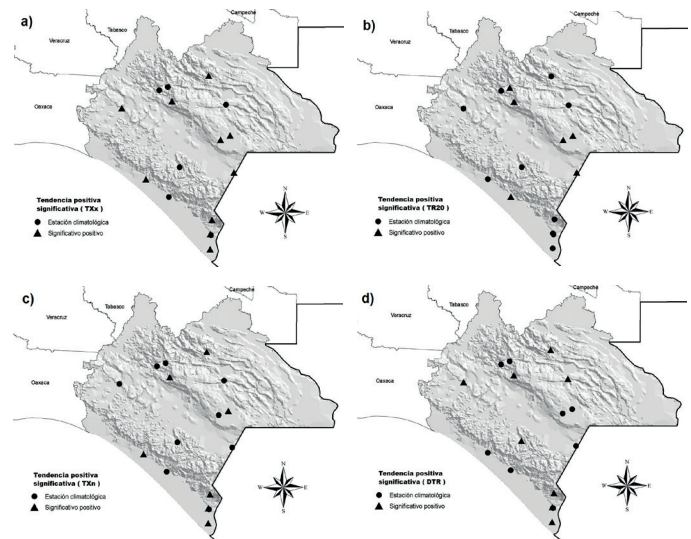 a)
Campeche
Tabasco
Veracruz
Oaxaca
Tendencia positiva
significativa ( TXx )
Estación climatológica
Significativo positivo
N
W E
S
b)
Campeche
Tabasco
Veracruz
Oaxaca
Tendencia positiva
significativa ( TR20 )
Estación climatológica
Significativo positivo
N
W E
S
c)
Campeche
Tabasco
Veracruz
Oaxaca
Tendencia positiva
significativa ( TXn )
Estación climatológica
Significativo positivo
N
W E
S
d)
Campeche
Tabasco
Veracruz
Oaxaca
Tendencia positiva
significativa ( DTR )
Estación climatológica
Significativo positivo
N
W E
S